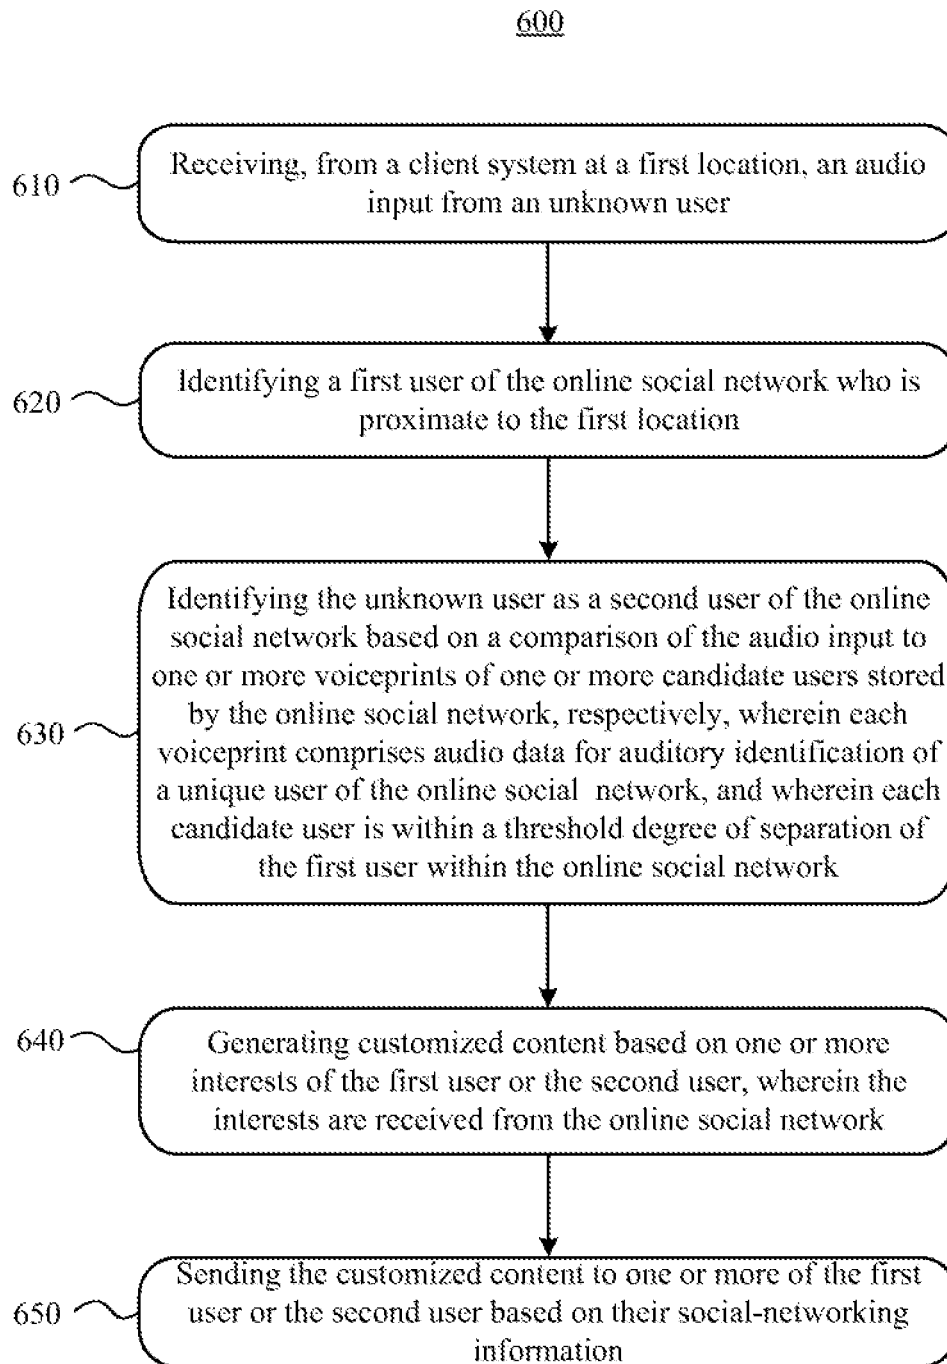 600
610
Receiving, from a client system at a first location, an audio
input from an unknown user
620
Identifying a first user of the online social network who is
proximate to the first location
630
Identifying the unknown user as a second user of the online
social network based on a comparison of the audio input to
one or more voiceprints of one or more candidate users stored
by the online social network, respectively, wherein each
voiceprint comprises audio data for auditory identification of
a unique user of the online social network, and wherein each
candidate user is within a threshold degree of separation of
the first user within the online social network
640
Generating customized content based on one or more
interests of the first user or the second user, wherein the
interests are received from the online social network
650
Sending the customized content to one or more of the first
user or the second user based on their social-networking
information